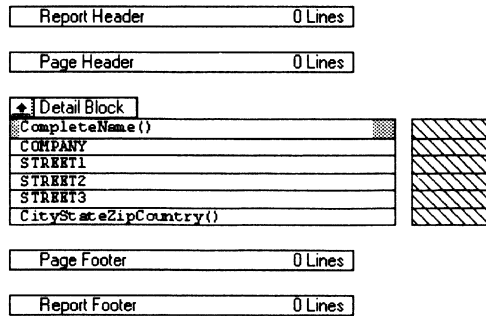 Report Header 0 Lines
Page Header 0 Lines
Detail Block
CompleteName()
COMPANY
STREET1
STREET2
STREET3
CityStateZipCountry()
Page Footer 0 Lines
Report Footer 0 Lines